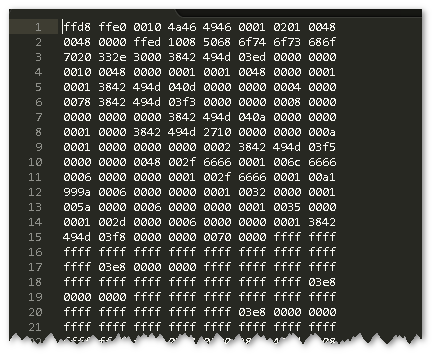 1 ffd8 ffe0 0010 4a46 4946 0001 0201 0048
2 0048 0000 ffed 1008 5068 6f74 6f73 686f
3 7020 332e 3000 3842 494d 03ed 0000 0000
4 0010 0048 0000 0001 0001 0048 0000 0001
5 0001 3842 494d 040d 0000 0000 0004 0000
6 0078 3842 494d 03f3 0000 0000 0008 0000
7 0000 0000 0000 3842 494d 040a 0000 0000
8 0001 0000 3842 494d 2710 0000 0000 000a
9 0001 0000 0000 0000 0002 3842 494d 03f5
10 0000 0000 0048 002f 6666 0001 006c 6666
11 0006 0000 0000 0001 002f 6666 0001 00a1
12 999a 0006 0000 0000 0001 0032 0000 0001
13 005a 0000 0006 0000 0000 0001 0035 0000
14 0001 002d 0000 0006 0000 0000 0001 3842
15 494d 03f8 0000 0000 0070 0000 ffff ffff
16 ffff ffff ffff ffff ffff ffff ffff ffff
17 ffff 03e8 0000 0000 ffff ffff ffff ffff
18 ffff ffff ffff ffff ffff ffff ffff 03e8
19 0000 0000 ffff ffff ffff ffff ffff ffff
20 ffff ffff ffff ffff ffff 03e8 0000 0000
21 ffff ffff ffff ffff ffff ffff ffff ffff